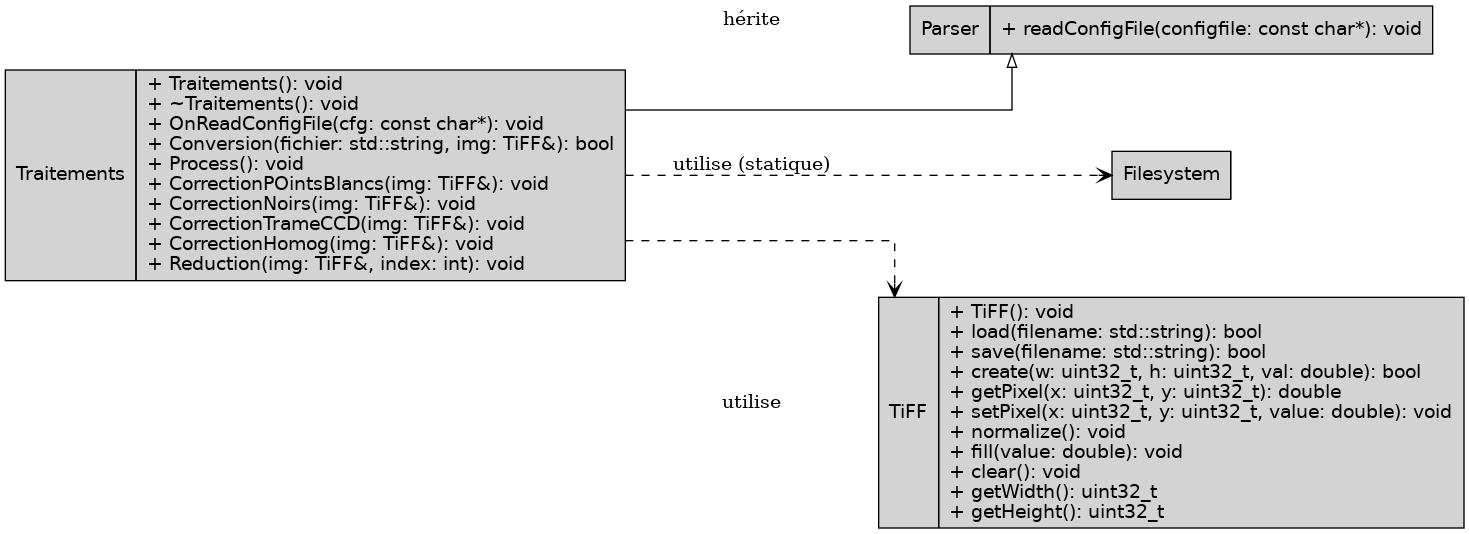 hérite
Parser
+ readConfigFile(configfile: const char*): void
Traitements
+ Traitements(): void
+ ~Traitements(): void
+ OnReadConfigFile(cfg: const char*): void
+ Conversion(fichier: std::string, img: TiFF&): bool
+ Process(): void
+ CorrectionPOintsBlancs(img: TiFF&): void
+ CorrectionNoirs(img: TiFF&): void
+ CorrectionTrameCCD(img: TiFF&): void
+ CorrectionHomog(img: TiFF&): void
+ Reduction(img: TiFF&, index: int): void
utilise (statique)
Filesystem
utilise
TiFF
+ TiFF(): void
+ load(filename: std::string): bool
+ save(filename: std::string): bool
+ create(w: uint32_t, h: uint32_t, val: double): bool
+ getPixel(x: uint32_t, y: uint32_t): double
+ setPixel(x: uint32_t, y: uint32_t, value: double): void
+ normalize(): void
+ fill(value: double): void
+ clear(): void
+ getWidth(): uint32_t
+ getHeight(): uint32_t